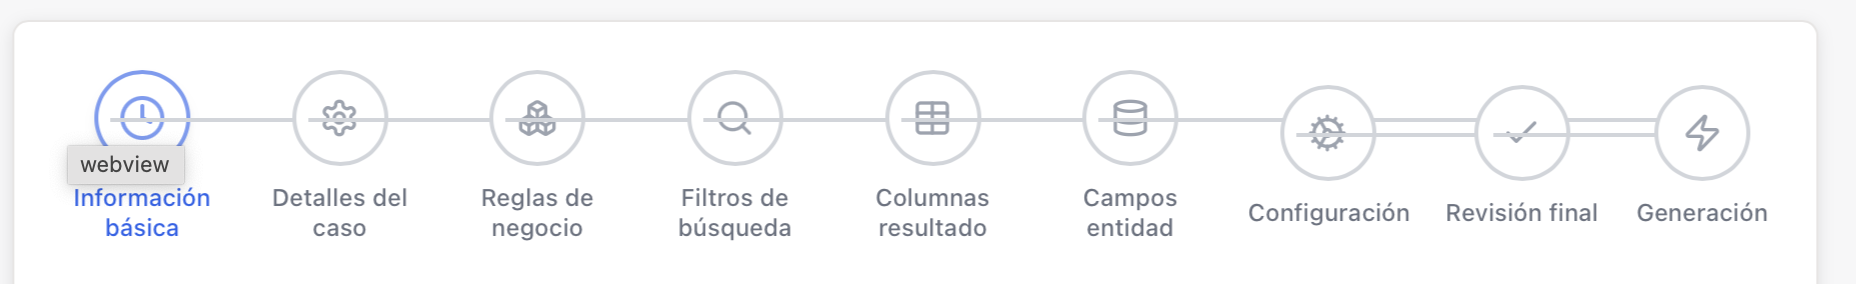 webview
Información
básica
Detalles del
caso
Reglas de
negocio
Filtros de
búsqueda
Columnas
resultado
Campos
entidad
Configuración
Revisión final
Generación